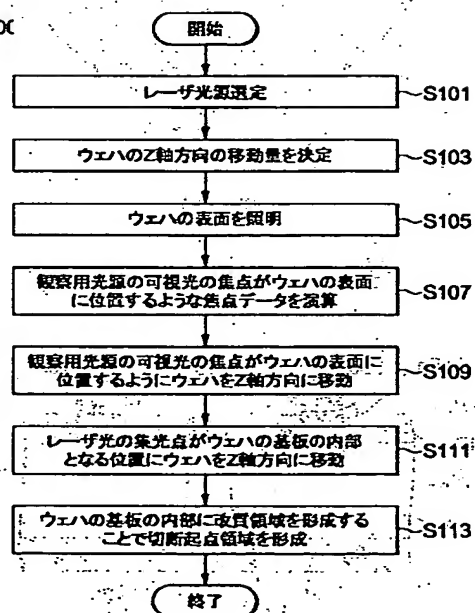 開始
レーザ光源選定
S101
ウェハのZ軸方向の移動量を決定
S103
ウェハの表面を照明
S105
観察用光源の可視光の焦点がウェハの表面
に位置するような焦点データを演算
S107
観察用光源の可視光の焦点がウェハの表面に
位置するようにウェハをZ軸方向に移動
S109
レーザ光の集光点がウェハの基板の内部
となる位置にウェハをZ軸方向に移動
S111
ウェハの基板の内部に改質領域を形成する
ことで切断起点領域を形成
S113
終了